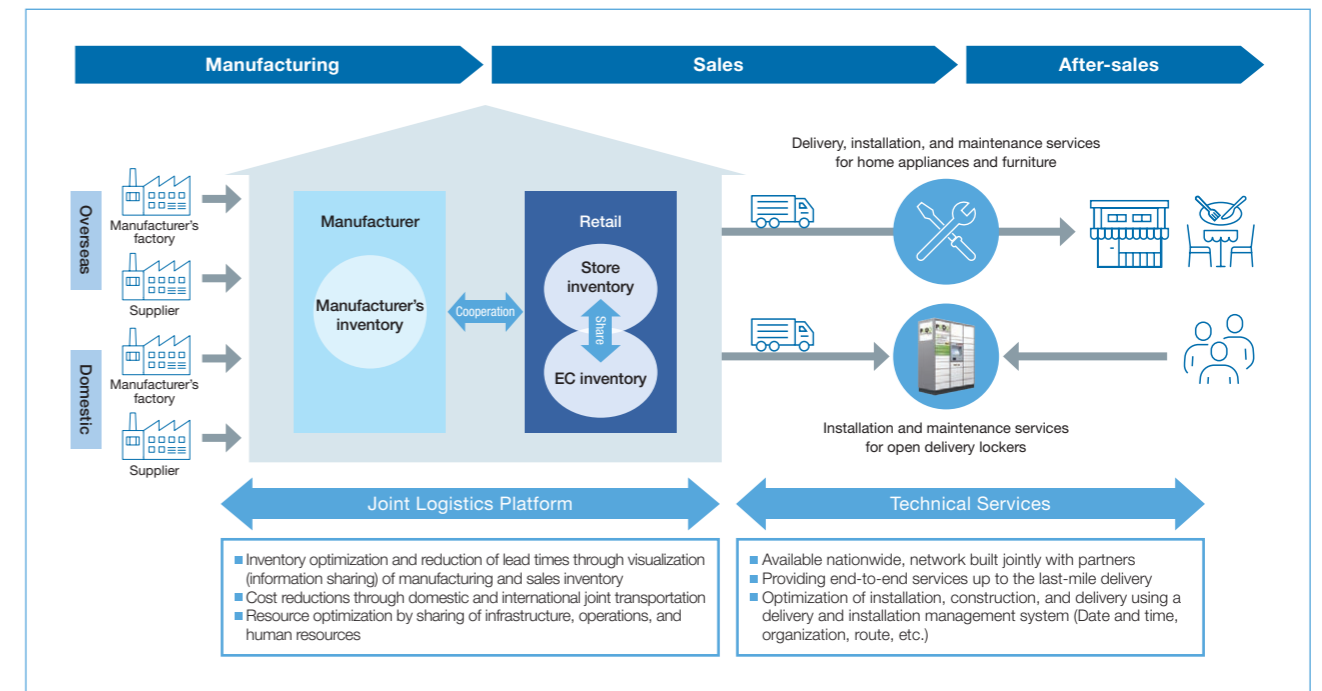 Manufacturing
Sales
After-sales
Overseas
Manufacturer's
factory
Supplier
Domestic
Manufacturer's
factory
Supplier
Manufacturer
Manufacturer's
inventory
Cooperation
Retail
Store
inventory
Share
EC inventory
Delivery, installation, and maintenance services
for home appliances and furniture
Installation and maintenance services
for open delivery lockers
Joint Logistics Platform
■ Inventory optimization and reduction of lead times through visualization
(information sharing) of manufacturing and sales inventory
■ Cost reductions through domestic and international joint transportation
■ Resource optimization by sharing of infrastructure, operations, and
human resources
Technical Services
■ Available nationwide, network built jointly with partners
■ Providing end-to-end services up to the last-mile delivery
■ Optimization of installation, construction, and delivery using a
delivery and installation management system (Date and time,
organization, route, etc.)